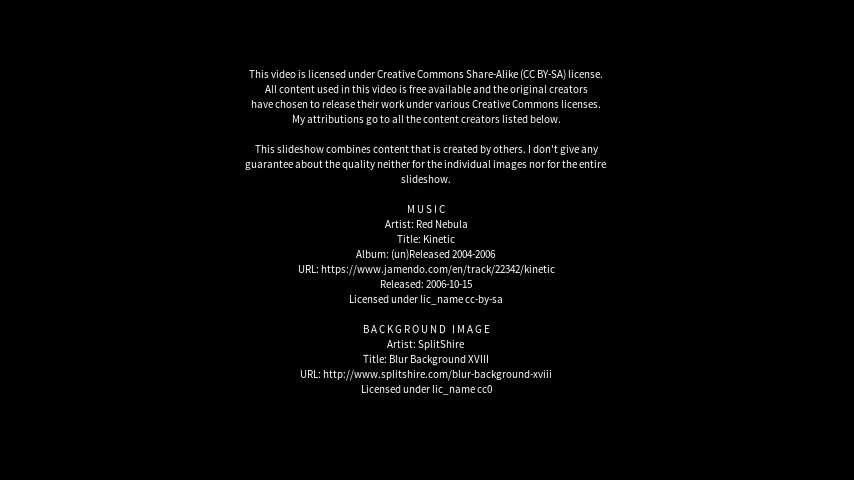 This video is licensed under Creative Commons Share-Alike (CC BY-SA) license.
All content used in this video is free available and the original creators
have chosen to release their work under various Creative Commons licenses.
My attributions go to all the content creators listed below.
This slideshow combines content that is created by others. I don't give any
guarantee about the quality neither for the individual images nor for the entire
slideshow.
MUSIC
Artist: Red Nebula
Title: Kinetic
Album: (un)Released 2004-2006
URL: https://www.jamendo.com/en/track/22342/kinetic
Released: 2006-10-15
Licensed under lic_name cc-by-sa
BACKGROUND IMAGE
Artist: SplitShire
Title: Blur Background XVIII
URL: http://www.splitshire.com/blur-background-xviii
Licensed under lic_name cc0